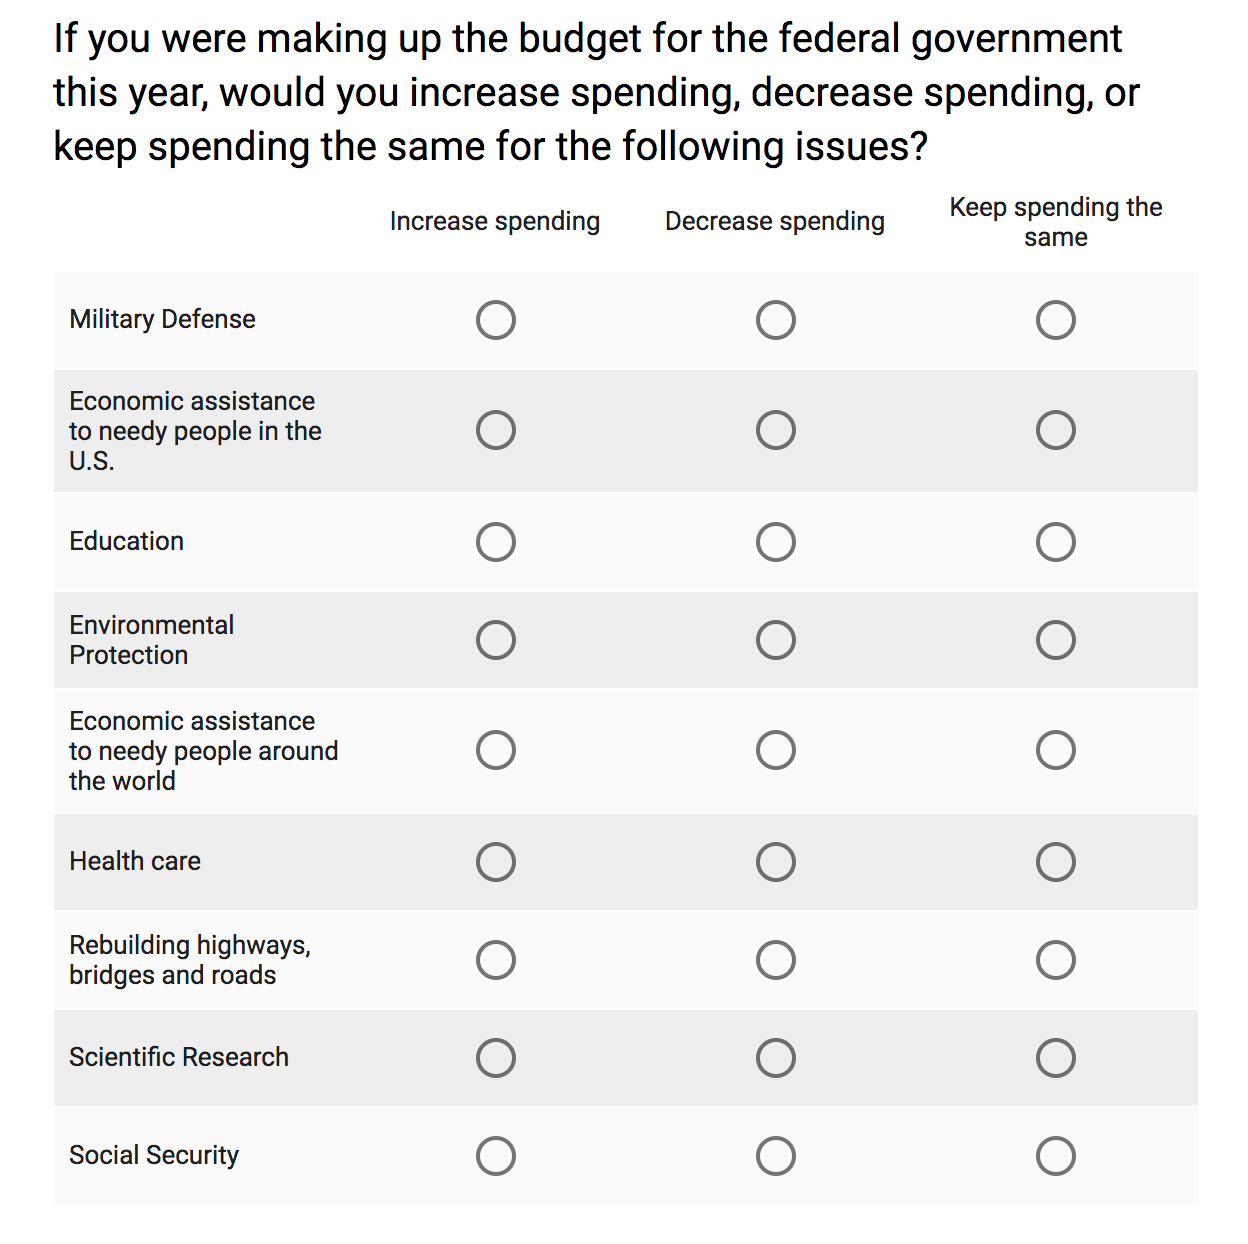 If you were making up the budget for the federal government
this year, would you increase spending, decrease spending, or
keep spending the same for the following issues?
Increase spending
Decrease spending
Keep spending the
same
Military Defense
Economic assistance
to needy people in the
U.S.
Education
Environmental
Protection
Economic assistance
to needy people around
the world
Health care
Rebuilding highways,
bridges and roads
Scientific Research
Social Security